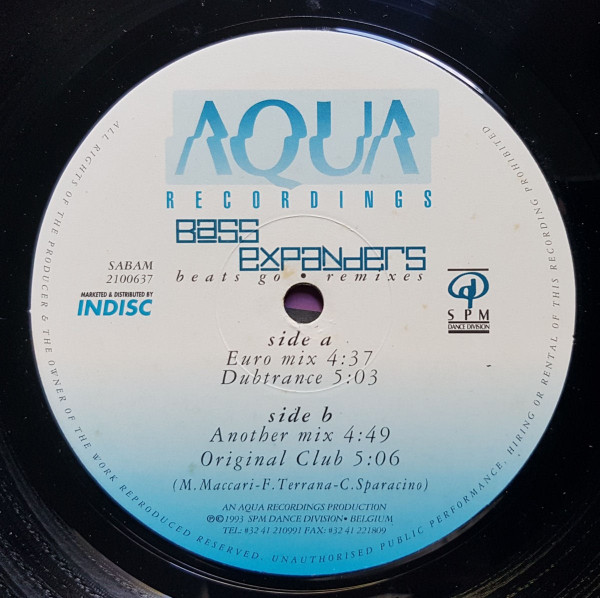 AQUA
RECORDINGS
Bass
Expanders
beats go • remixes
SABAM
2100637
MARKETED & DISTRIBUTED BY
INDISC
SPM
DANCE DIVISION
side a
Euro mix 4:37
Dubtrance 5:03
side b
Another mix 4:49
Original Club 5:06
(M.Maccari-F.Terrana-C.Sparacino)
AN AQUA RECORDINGS PRODUCTION
℗©1993 SPM DANCE DIVISION• BELGIUM
TEL: #32 41 210991 FAX: #32 41 221809
ALL RIGHTS OF THE PRODUCER & THE OWNER OF THE WORK REPRODUCED RESERVED. UNAUTHORISED PUBLIC PERFORMANCE, HIRING OR RENTAL OF THIS RECORDING PROHIBITED